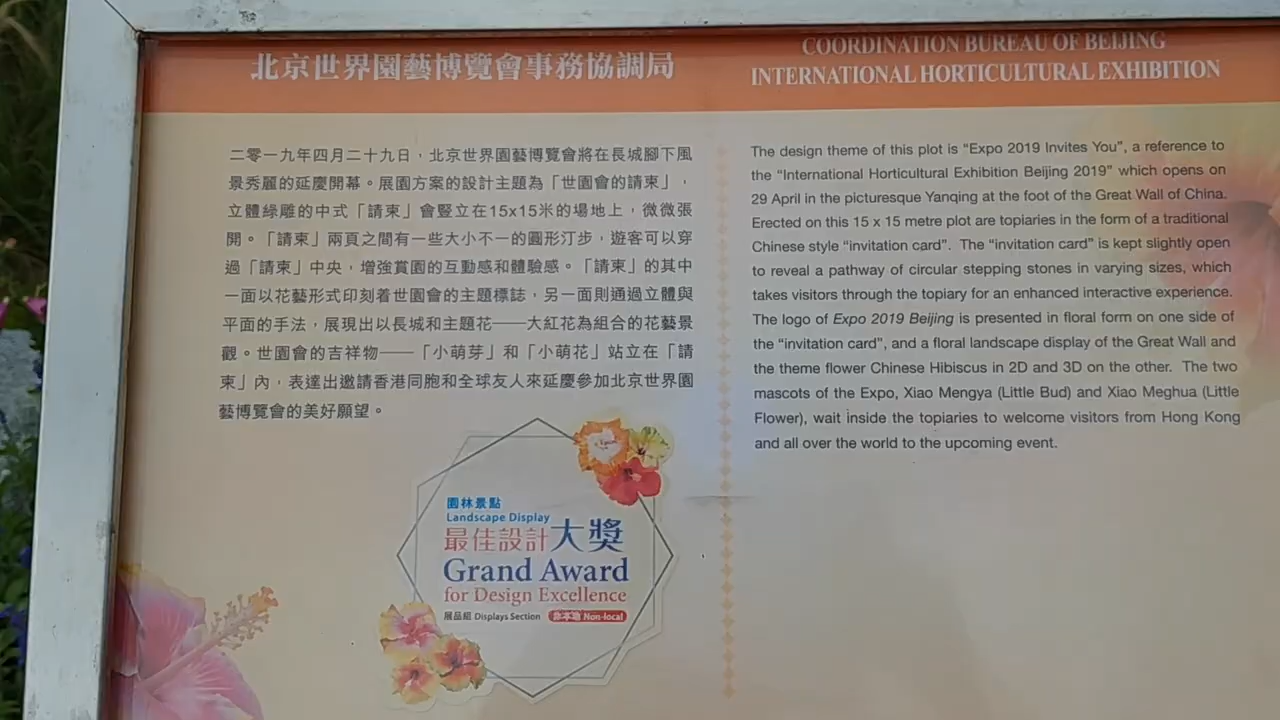 北京世界園藝博覽會事務協調局
二零一九年四月二十九日，北京世界園藝博覽會將在長城腳下風
景秀麗的延慶開幕。展園方案的設計主題為「世園會的請柬」，
立體綠雕的中式「請柬」會豎立在15x15米的場地上，微微張
開。「請柬」兩頁之間有一些大小不一的圓形汀步，遊客可以穿
過「請柬」中央，增強賞園的互動感和體驗感。「請柬」的其中
一面以花藝形式印刻着世園會的主題標誌，另一面則通過立體與
平面的手法，展現出以長城和主題花——大紅花為組合的花藝景
觀。世園會的吉祥物——「小萌芽」和「小萌花」站立在「請
柬」內，表達出邀請香港同胞和全球友人來延慶參加北京世界園
藝博覽會的美好願望。
COORDINATION BUREAU OF BEIJING
INTERNATIONAL HORTICULTURAL EXHIBITION
The design theme of this plot is “Expo 2019 Invites You”, a reference to
the “International Horticultural Exhibition Beijing 2019” which opens on
29 April in the picturesque Yanqing at the foot of the Great Wall of China.
Erected on this 15 x 15 metre plot are topiaries in the form of a traditional
Chinese style “invitation card”. The “invitation card” is kept slightly open
to reveal a pathway of circular stepping stones in varying sizes, which
takes visitors through the topiary for an enhanced interactive experience.
The logo of Expo 2019 Beijing is presented in floral form on one side of
the “invitation card”, and a floral landscape display of the Great Wall and
the theme flower Chinese Hibiscus in 2D and 3D on the other. The two
mascots of the Expo, Xiao Mengya (Little Bud) and Xiao Meghua (Little
Flower), wait inside the topiaries to welcome visitors from Hong Kong
and all over the world to the upcoming event.
園林景點
Landscape Display
最佳設計大獎
Grand Award
for Design Excellence
展品組 Displays Section 非本地 Non-local